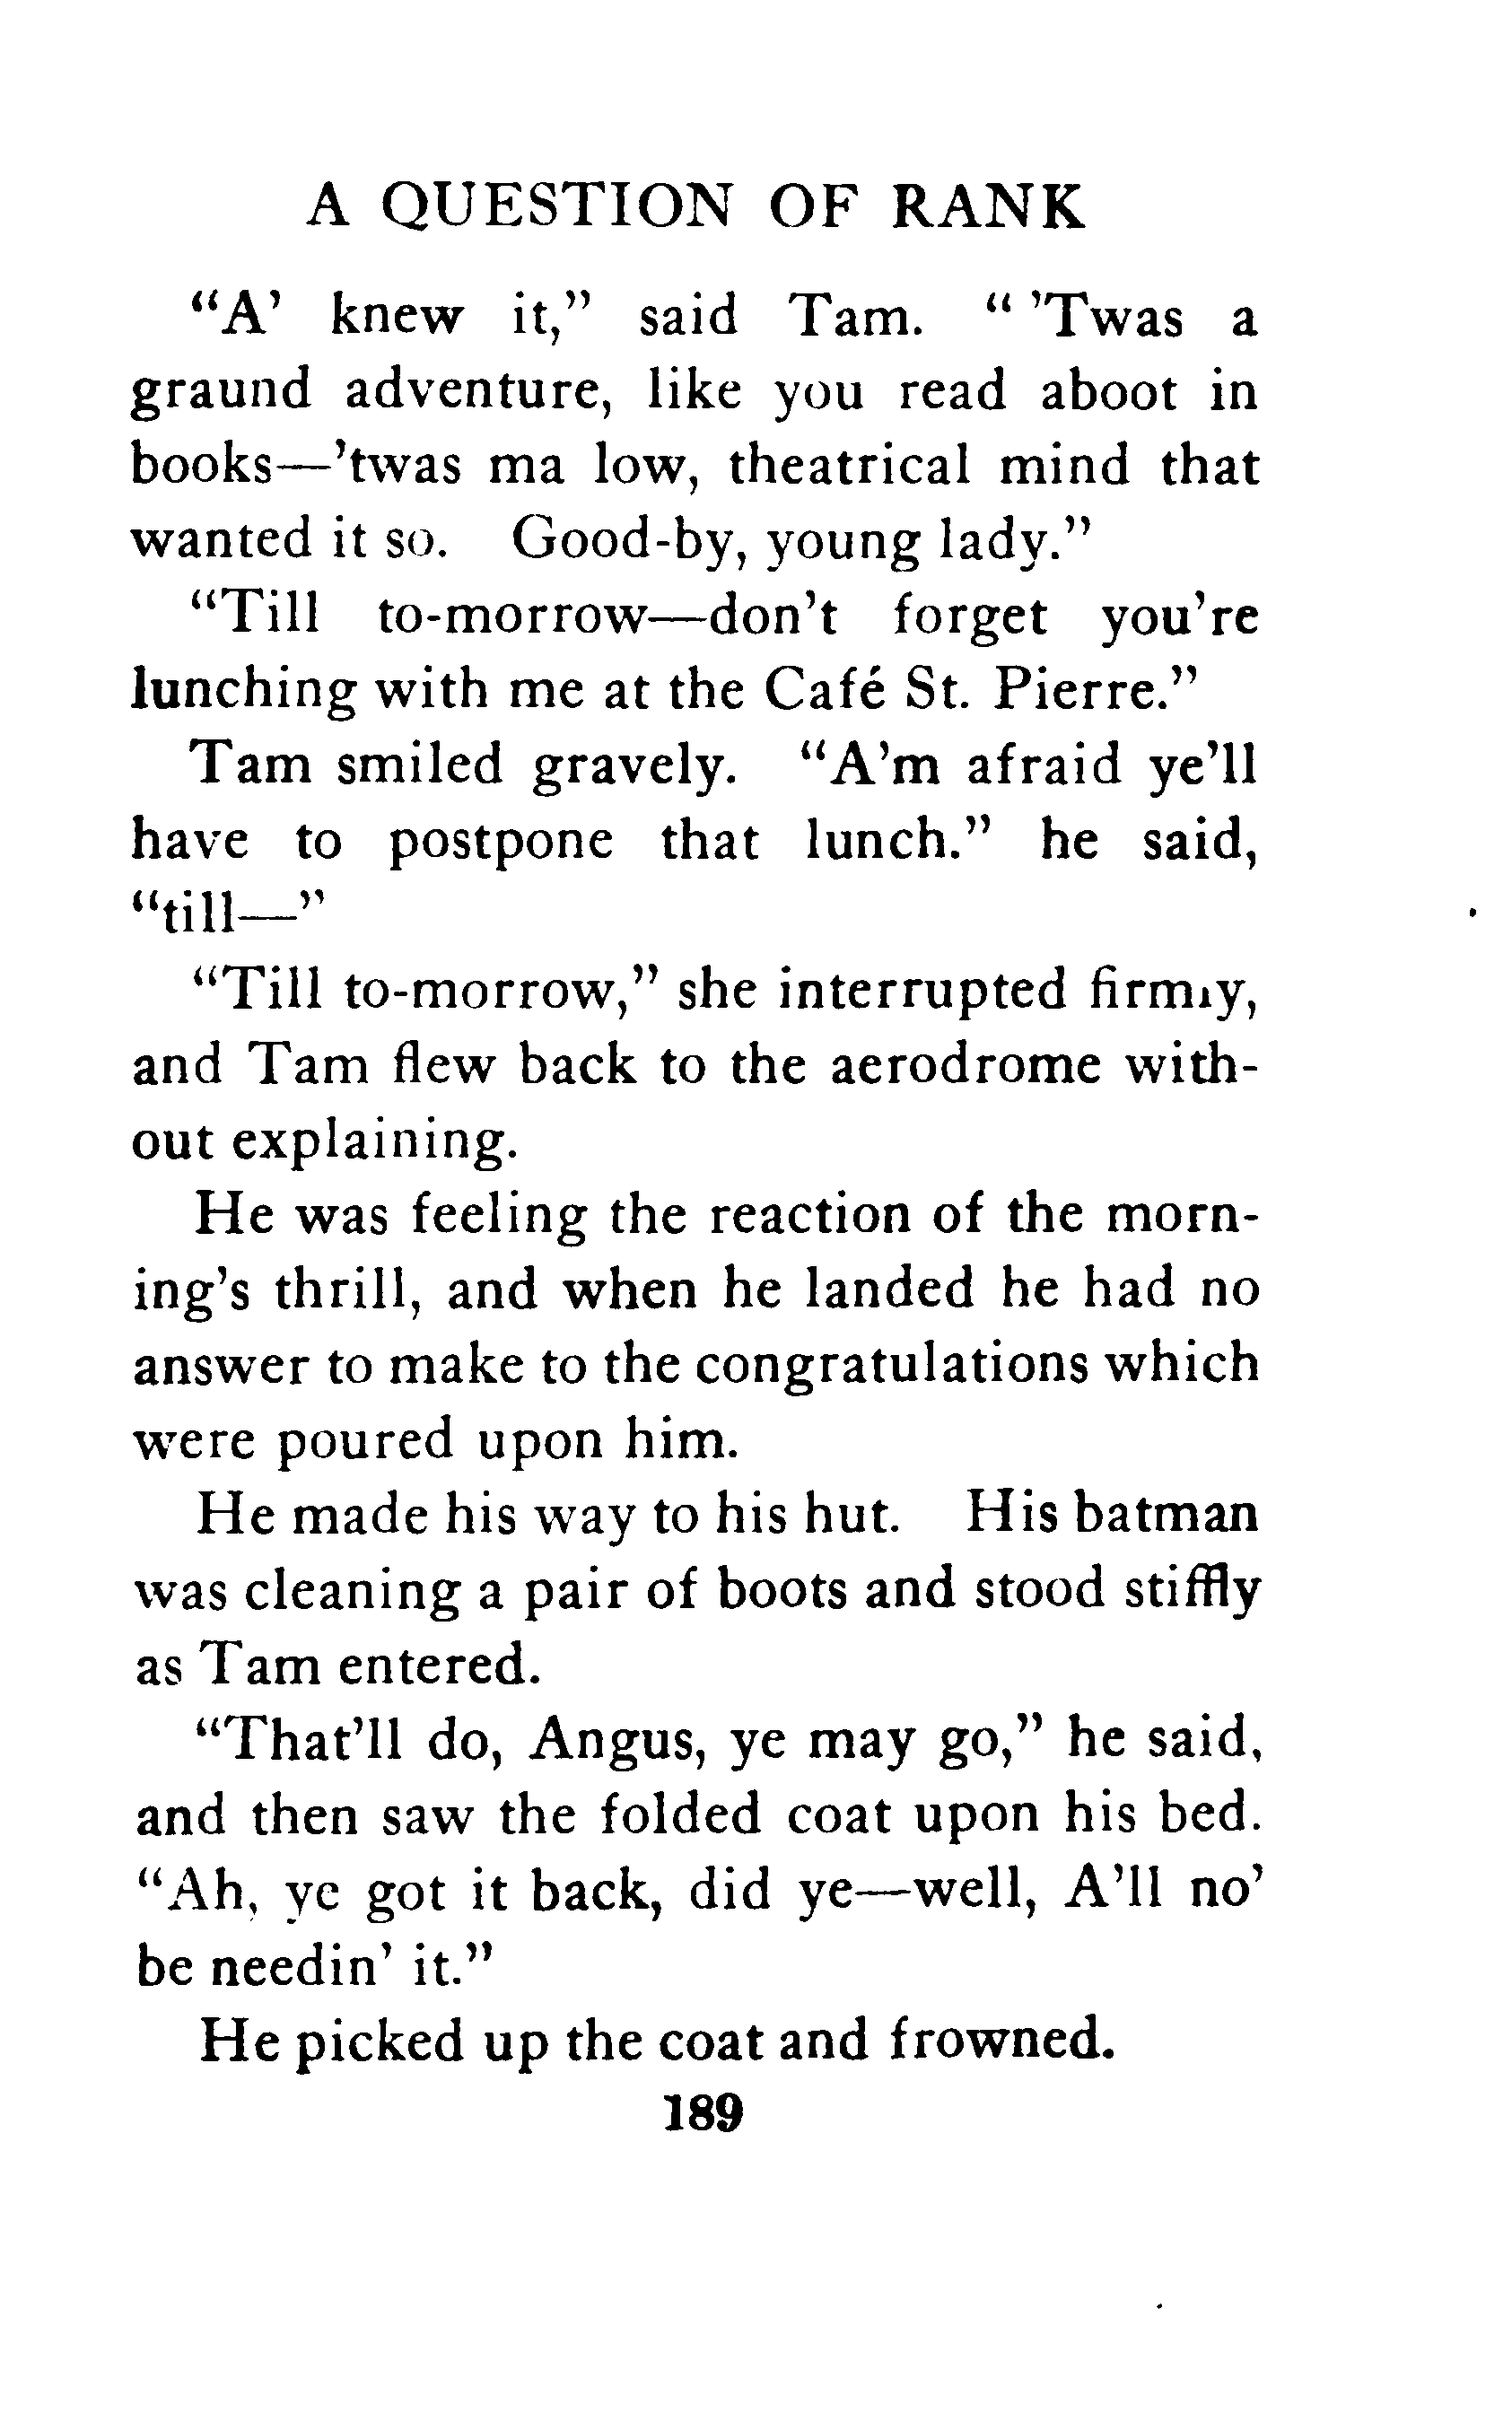 A QUESTION OF RANK
"A' knew it," said Tam. " 'Twas a
graund adventure, like you read aboot in
books—'twas ma low, theatrical mind that
wanted it so. Good-by, young lady."
"Till to-morrow—don't forget you're
lunching with me at the Café St. Pierre."
Tam smiled gravely. "A'm afraid ye'll
have to postpone that lunch." he said,
"till—"
"Till to-morrow," she interrupted firmly,
and Tam flew back to the aerodrome with-
out explaining.
He was feeling the reaction of the morn-
ing's thrill, and when he landed he had no
answer to make to the congratulations which
were poured upon him.
He made his way to his hut. His batman
was cleaning a pair of boots and stood stiffly
as Tam entered.
"That'll do, Angus, ye may go," he said,
and then saw the folded coat upon his bed.
"Ah, ye got it back, did ye—well, A'll no'
be needin' it."
He picked up the coat and frowned.
189